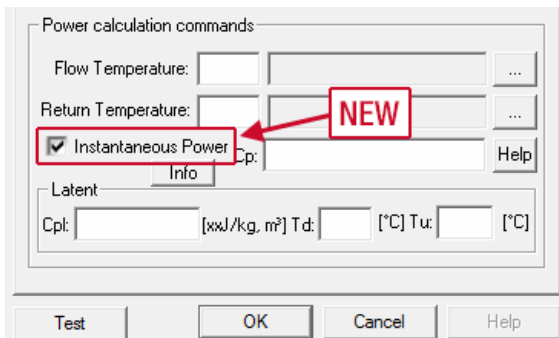 Power calculation commands
Flow Temperature: ...
Return Temperature: ...
NEW
Instantaneous Power Cp: Help
Info
Latent
Cpl: [xxJ/kg, m³] Td: [°C] Tu: [°C]
Test OK Cancel Help